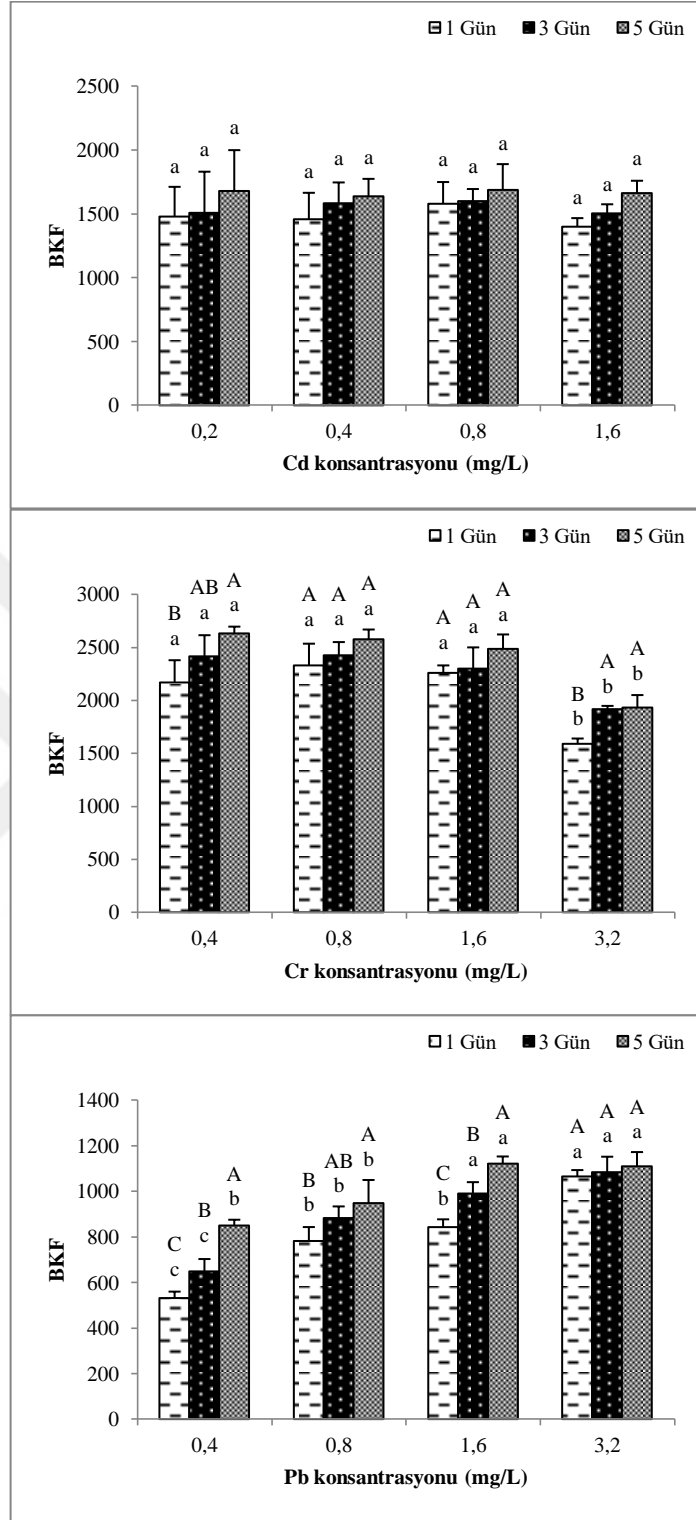 1 Gün 3 Gün 5 Gün
2500
2000
1500
1000
500
0
BKF
a a a a a a a a a a a a
0,2 0,4 0,8 1,6
Cd konsantrasyonu (mg/L)
1 Gün 3 Gün 5 Gün
3000
2500
2000
1500
1000
500
0
BKF
B AB A A A A A A A B A A
a a a a a a a a a b b b
0,4 0,8 1,6 3,2
Cr konsantrasyonu (mg/L)
1 Gün 3 Gün 5 Gün
1400
1200
1000
800
600
400
200
0
BKF
C B A B AB A C B A A A A
c c b b b b b a a a a a
0,4 0,8 1,6 3,2
Pb konsantrasyonu (mg/L)